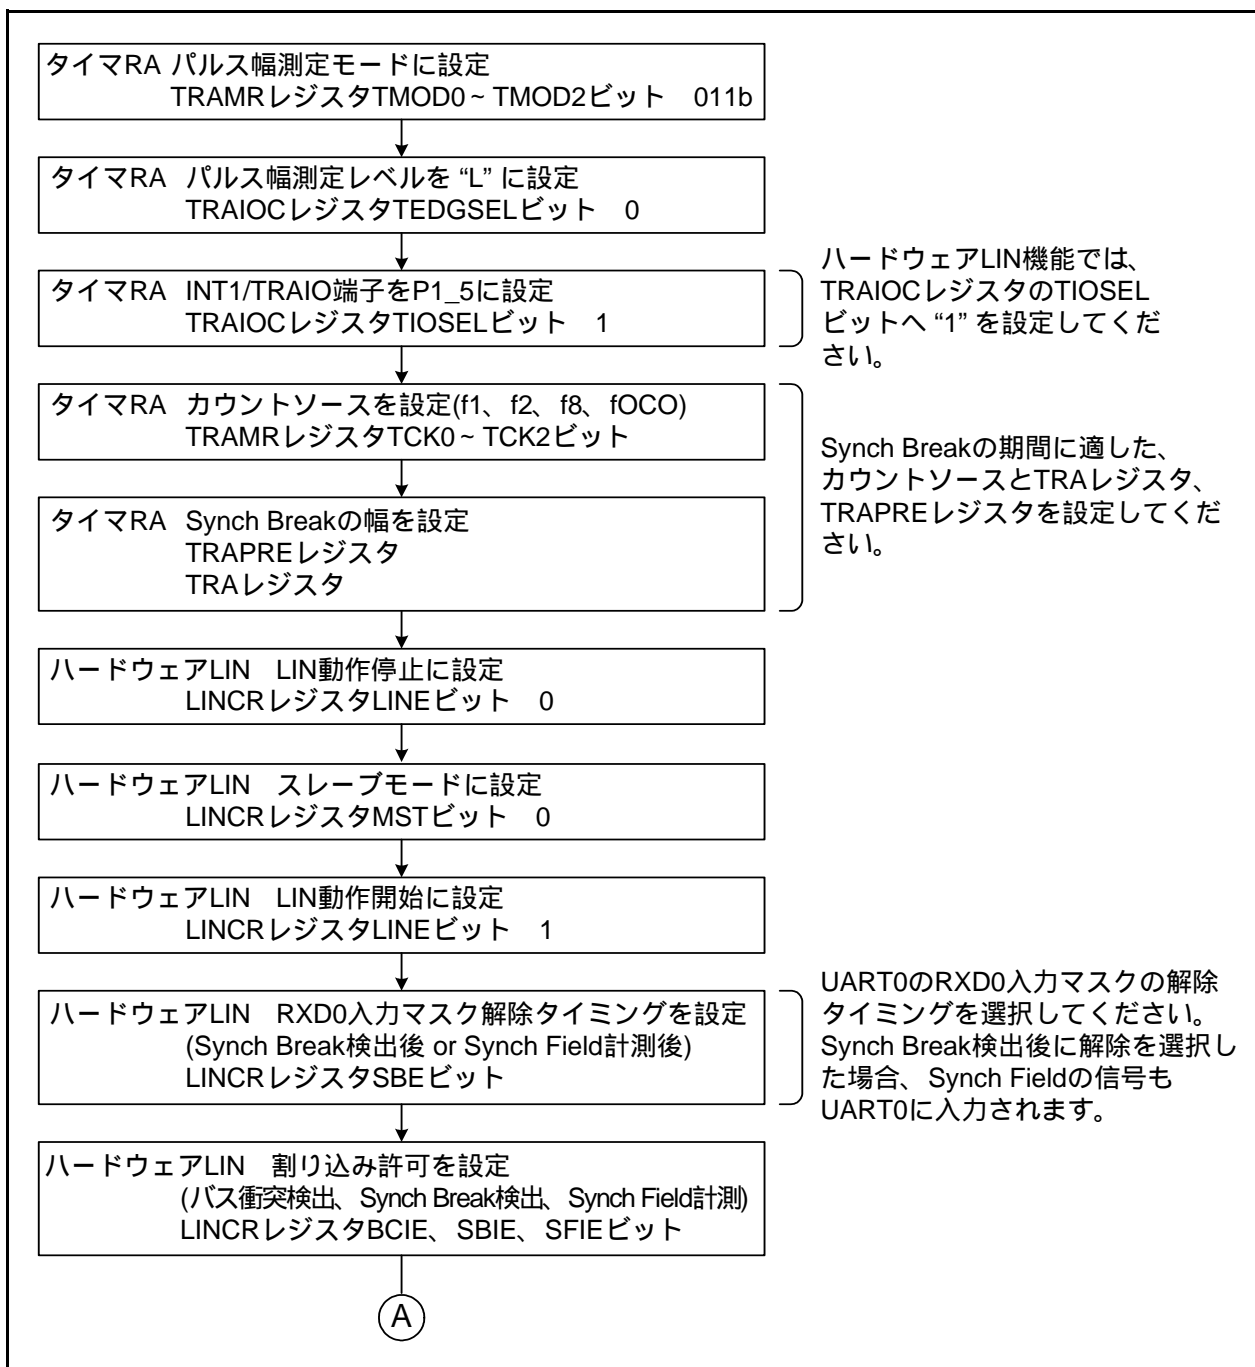 タイマRA パルス幅測定モードに設定
TRAMRレジスタTMOD0～TMOD2ビット 011b
タイマRA パルス幅測定レベルを “L” に設定
TRAIOCレジスタTEDGSELビット 0
タイマRA INT1/TRAIO端子をP1_5に設定
TRAIOCレジスタTIOSELビット 1
ハードウェアLIN機能では、
TRAIOCレジスタのTIOSEL
ビットへ “1” を設定してくだ
さい。
タイマRA カウントソースを設定(f1、f2、f8、fOCO)
TRAMRレジスタTCK0～TCK2ビット
タイマRA Synch Breakの幅を設定
TRAPREレジスタ
TRAレジスタ
Synch Breakの期間に適した、
カウントソースとTRAレジスタ、
TRAPREレジスタを設定してくだ
さい。
ハードウェアLIN LIN動作停止に設定
LINCRレジスタLINEビット 0
ハードウェアLIN スレーブモードに設定
LINCRレジスタMSTビット 0
ハードウェアLIN LIN動作開始に設定
LINCRレジスタLINEビット 1
ハードウェアLIN RXD0入力マスク解除タイミングを設定
(Synch Break検出後 or Synch Field計測後)
LINCRレジスタSBEビット
UART0のRXD0入力マスクの解除
タイミングを選択してください。
Synch Break検出後に解除を選択し
た場合、Synch Fieldの信号も
UART0に入力されます。
ハードウェアLIN 割り込み許可を設定
(バス衝突検出、Synch Break検出、Synch Field計測)
LINCRレジスタBCIE、SBIE、SFIEビット
A